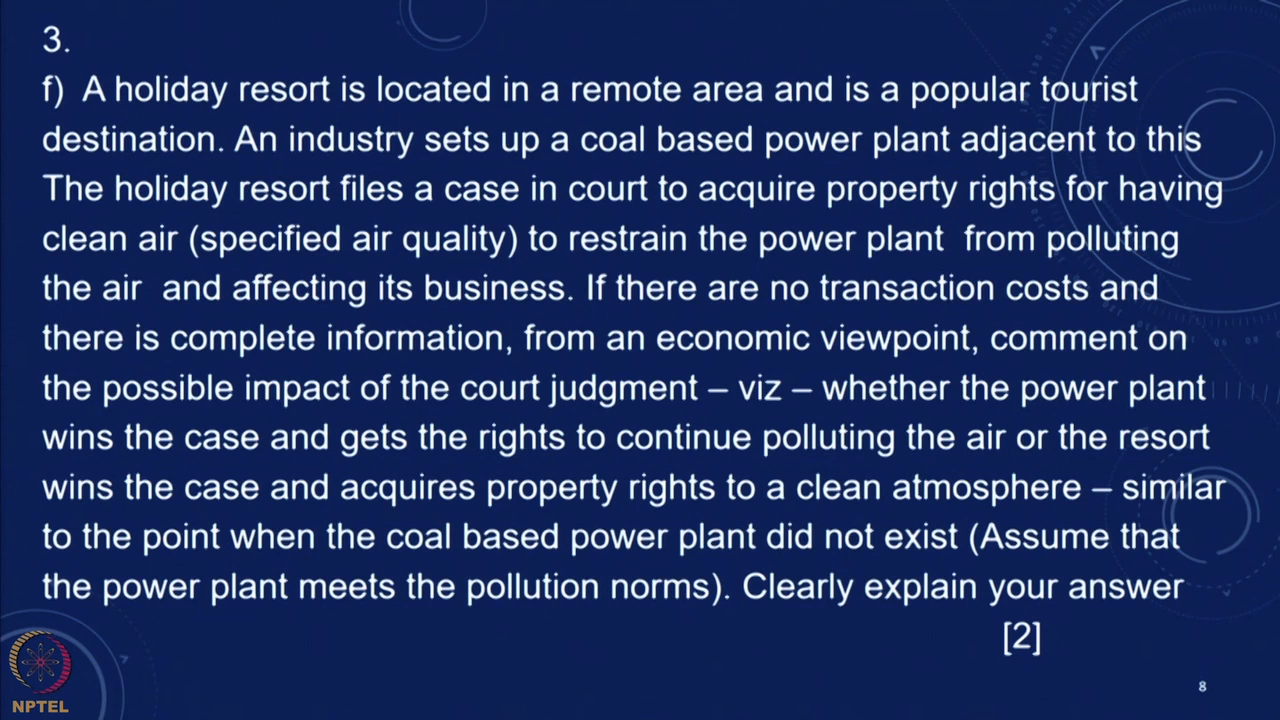 3.
f) A holiday resort is located in a remote area and is a popular tourist
destination. An industry sets up a coal based power plant adjacent to this
The holiday resort files a case in court to acquire property rights for having
clean air (specified air quality) to restrain the power plant from polluting
the air and affecting its business. If there are no transaction costs and
there is complete information, from an economic viewpoint, comment on
the possible impact of the court judgment – viz – whether the power plant
wins the case and gets the rights to continue polluting the air or the resort
wins the case and acquires property rights to a clean atmosphere – similar
to the point when the coal based power plant did not exist (Assume that
the power plant meets the pollution norms). Clearly explain your answer
[2]
NPTEL
8